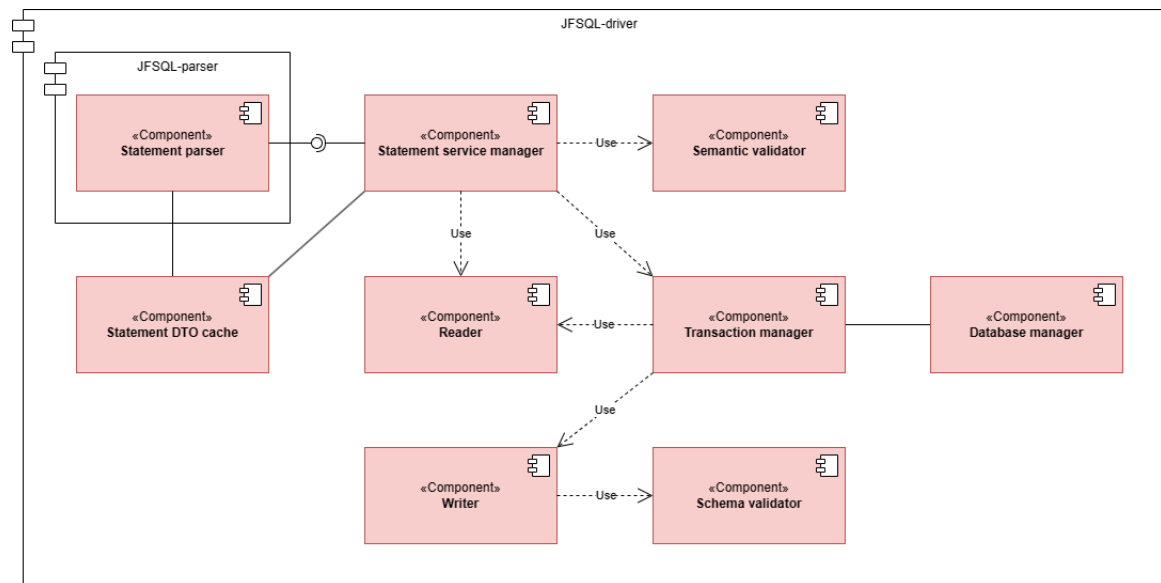 JFSQL-driver
JFSQL-parser
«Component»
Statement parser
«Component»
Statement service manager
Use
«Component»
Semantic validator
Use
Use
«Component»
Statement DTO cache
«Component»
Reader
Use
«Component»
Transaction manager
«Component»
Database manager
Use
«Component»
Writer
Use
«Component»
Schema validator